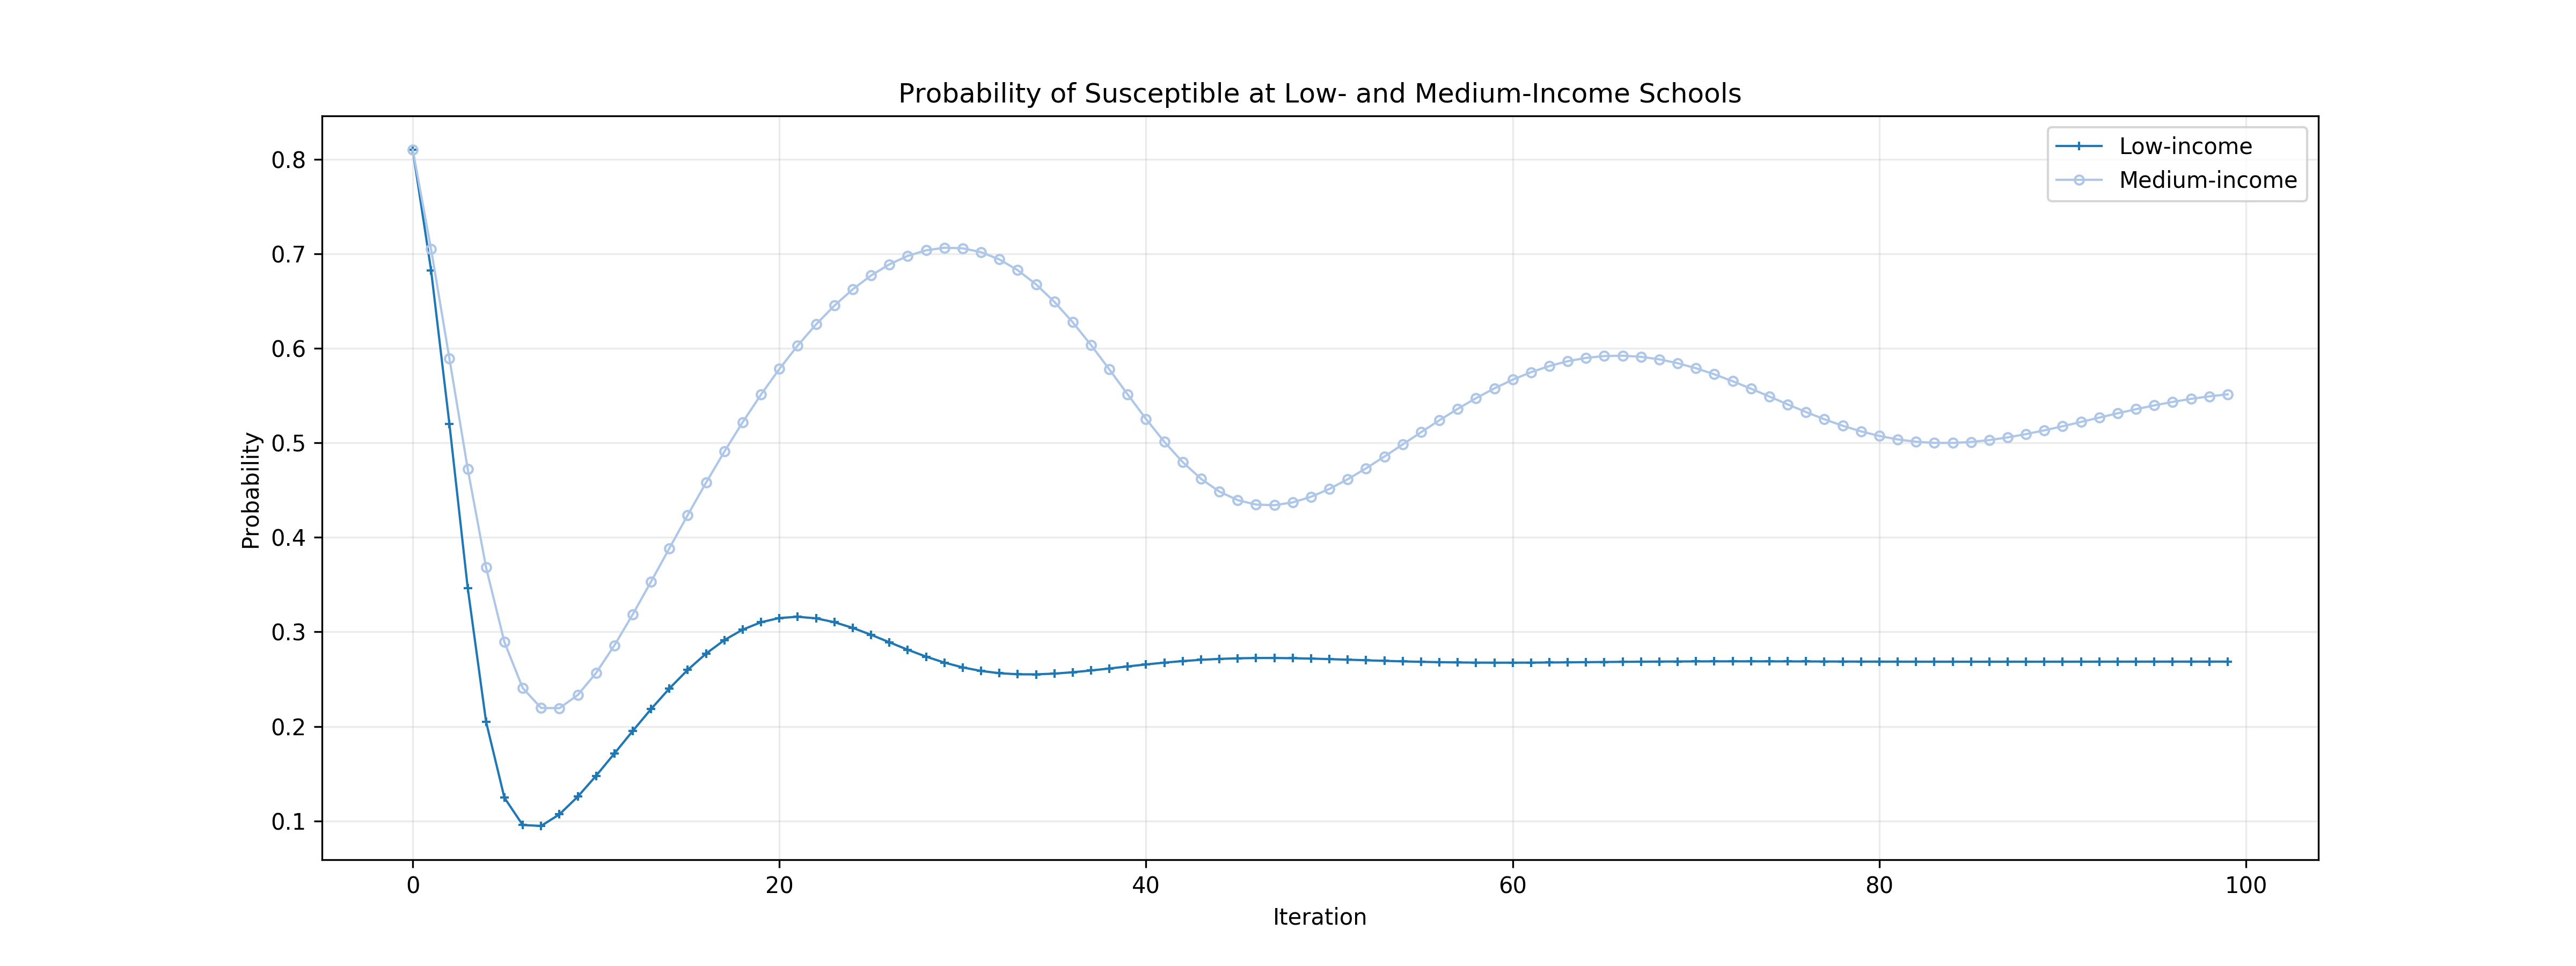 Probability of Susceptible at Low- and Medium-Income Schools
Low-income
Medium-income
0.8
0.7
0.6
0.5
0.4
0.3
0.2
0.1
Probability
0 20 40 60 80 100
Iteration